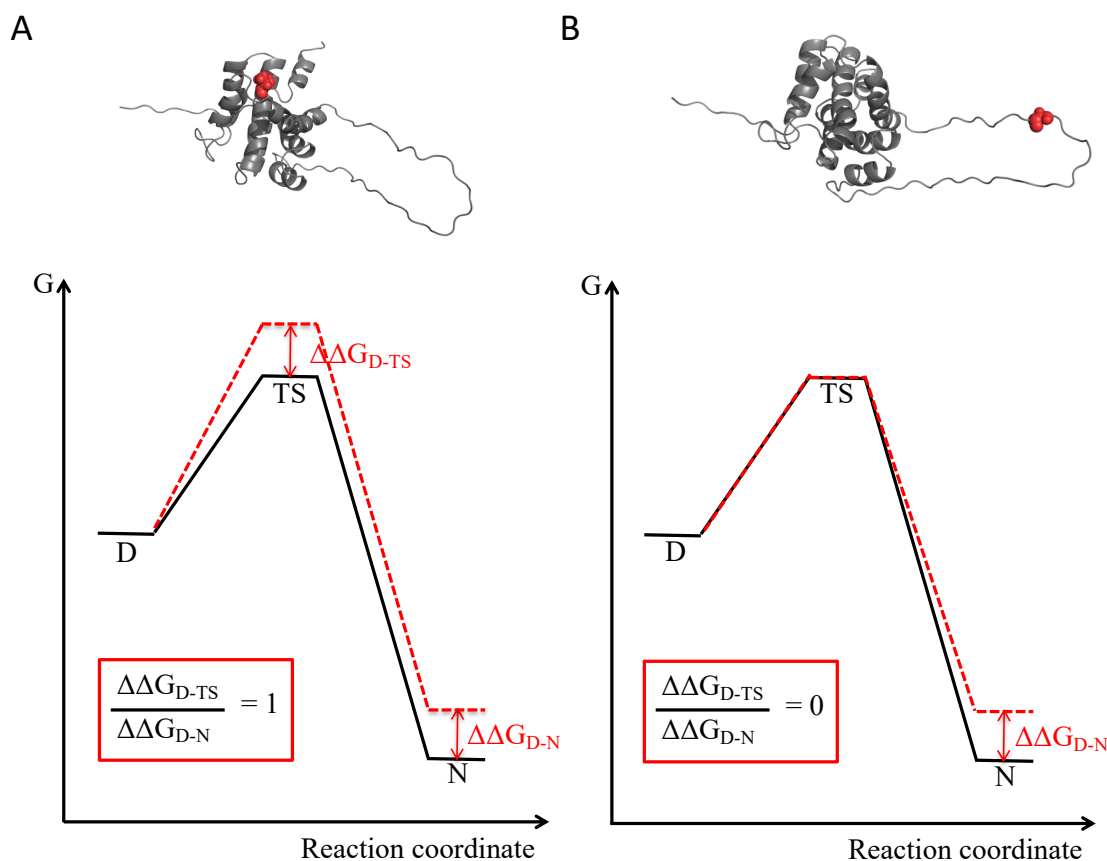 A
B
G
ΔΔG_D-TS
TS
D
ΔΔG_D-TS
ΔΔG_D-N
= 1
ΔΔG_D-N
N
Reaction coordinate
G
TS
D
ΔΔG_D-TS
ΔΔG_D-N
= 0
ΔΔG_D-N
N
Reaction coordinate